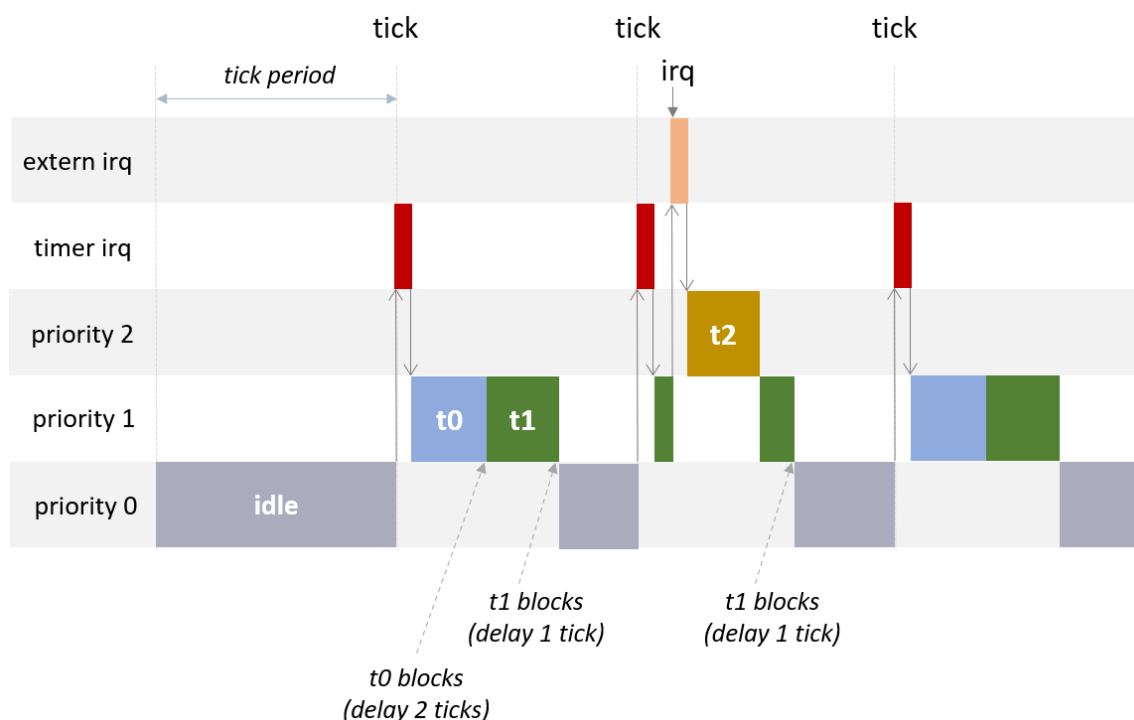 tick
tick
tick
tick period
irq
extern irq
timer irq
priority 2
t2
priority 1
t0
t1
priority 0
idle
t1 blocks
(delay 1 tick)
t1 blocks
(delay 1 tick)
t0 blocks
(delay 2 ticks)